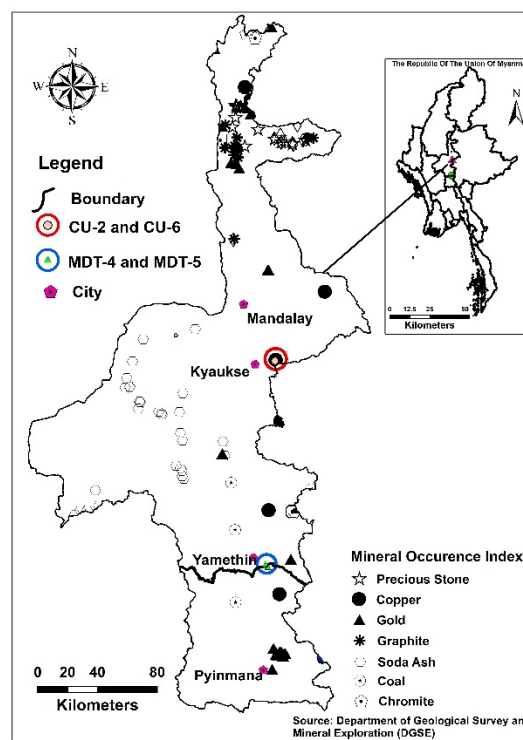 N
W E
S
Legend
Boundary
CU-2 and CU-6
MDT-4 and MDT-5
City
The Republic Of The Union Of Myanm
N
0 12.5 25 50
Kilometers
Mandalay
Kyaukse
Yamethin
Pyinmana
Mineral Occurence Index
Precious Stone
Copper
Gold
Graphite
Soda Ash
Coal
Chromite
0 20 40 80
Kilometers
Source: Department of Geological Survey an
Mineral Exploration (DGSE)